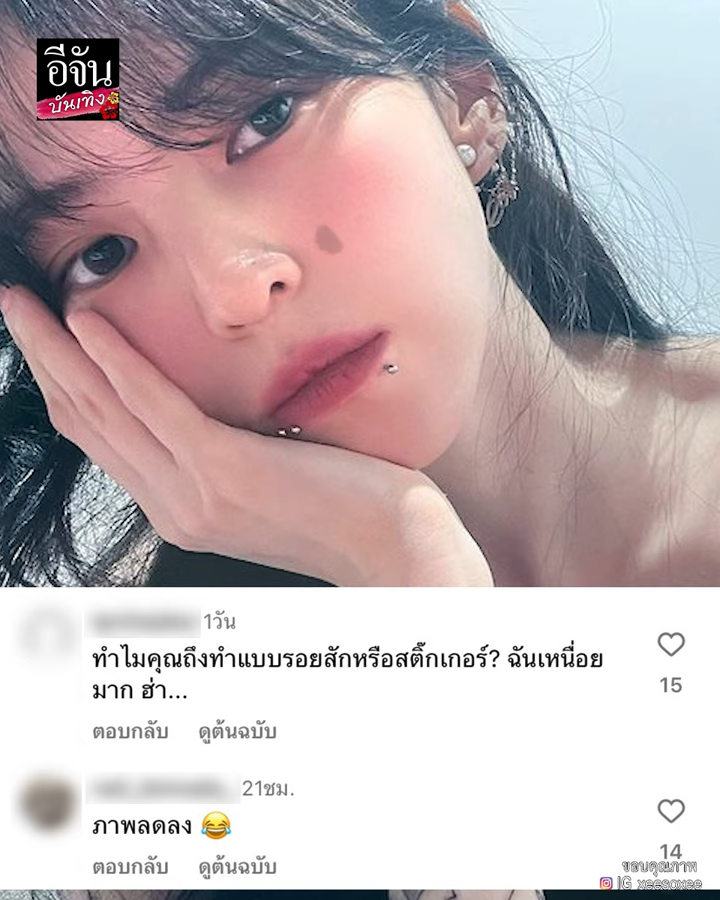 อีจัน
บันเทิง
1วัน
ทำไมคุณถึงทำแบบรอยสักหรือสติ๊กเกอร์? ฉันเหนื่อย
มาก ฮ่า...
15
ตอบกลับ ดูต้นฉบับ
21ชม.
ภาพลดลง 😂
14
ตอบกลับ ดูต้นฉบับ
ขอบคุณภาพ
IG xeesoxee